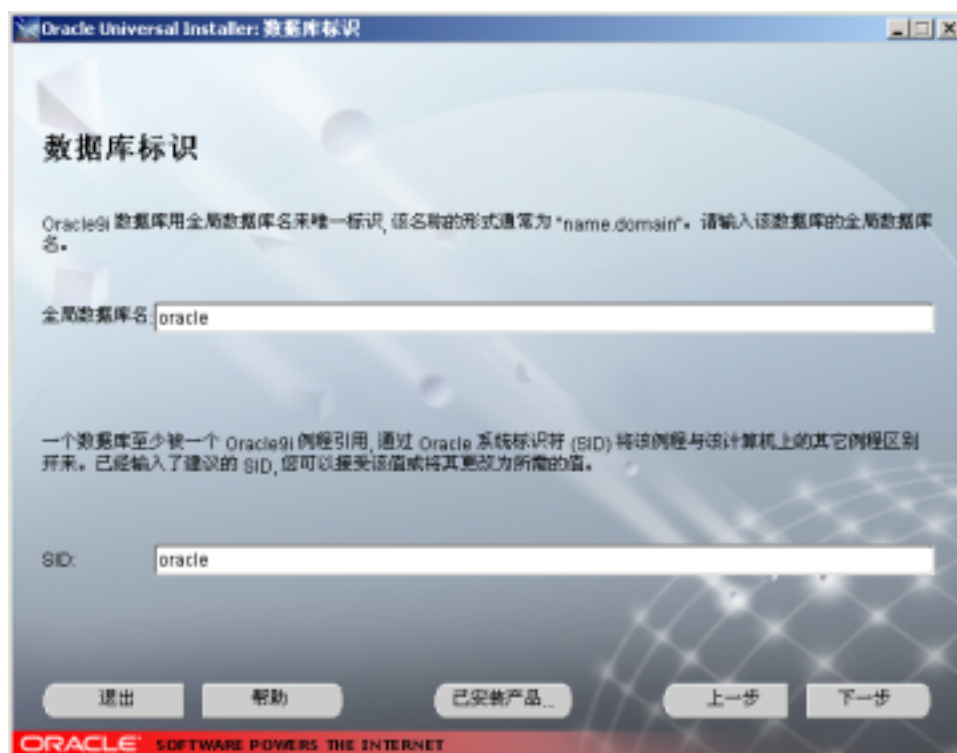 Oracle Universal Installer: 数据库标识
数据库标识
Oracle9i 数据库用全局数据库名来唯一标识, 该名称的形式通常为 "name.domain"。请输入该数据库的全局数据库
名。
全局数据库名: oracle
一个数据库至少被一个 Oracle9i 例程引用, 通过 Oracle 系统标识符 (SID) 将该例程与该计算机上的其它例程区别
开来。已经输入了建议的 SID, 您可以接受该值或将其更改为所需的值。
SID: oracle
退出 帮助 已安装产品... 上一步 下一步
ORACLE SOFTWARE POWERS THE INTERNET